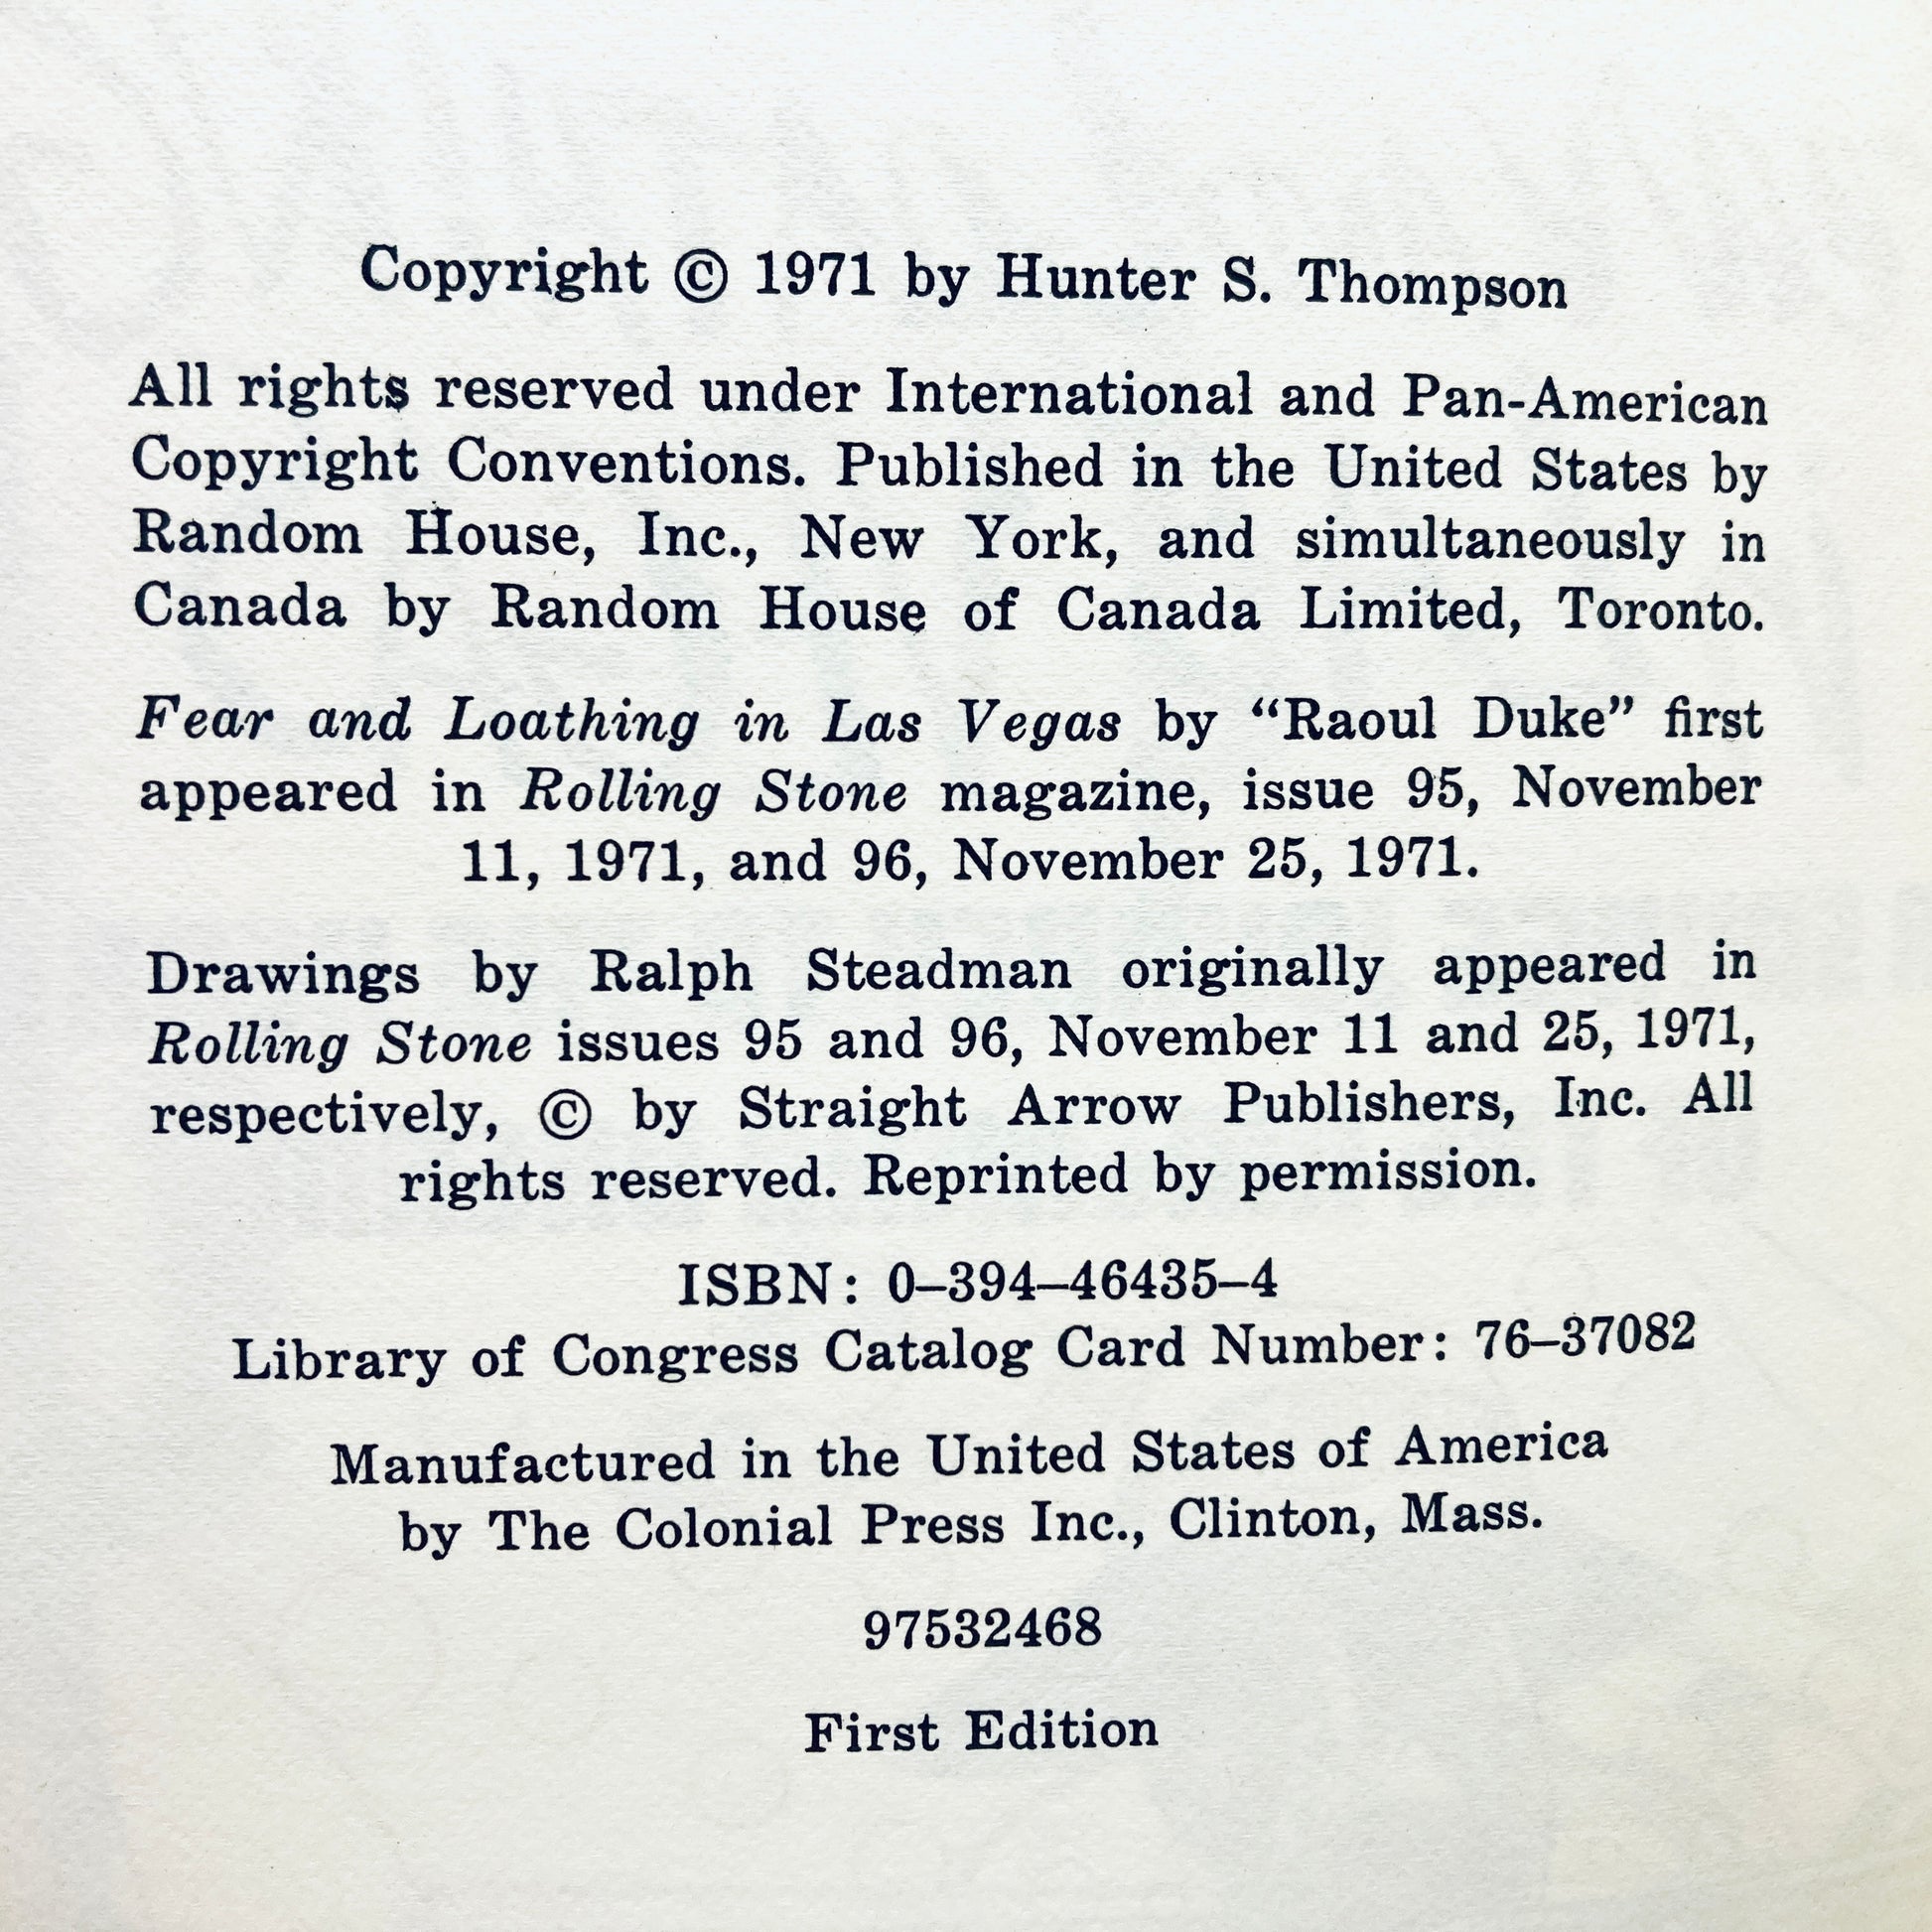 Copyright © 1971 by Hunter S. Thompson
All rights reserved under International and Pan-American
Copyright Conventions. Published in the United States by
Random House, Inc., New York, and simultaneously in
Canada by Random House of Canada Limited, Toronto.
Fear and Loathing in Las Vegas by “Raoul Duke” first
appeared in Rolling Stone magazine, issue 95, November
11, 1971, and 96, November 25, 1971.
Drawings by Ralph Steadman originally appeared in
Rolling Stone issues 95 and 96, November 11 and 25, 1971,
respectively, © by Straight Arrow Publishers, Inc. All
rights reserved. Reprinted by permission.
ISBN: 0–394–46435–4
Library of Congress Catalog Card Number: 76–37082
Manufactured in the United States of America
by The Colonial Press Inc., Clinton, Mass.
97532468
First Edition